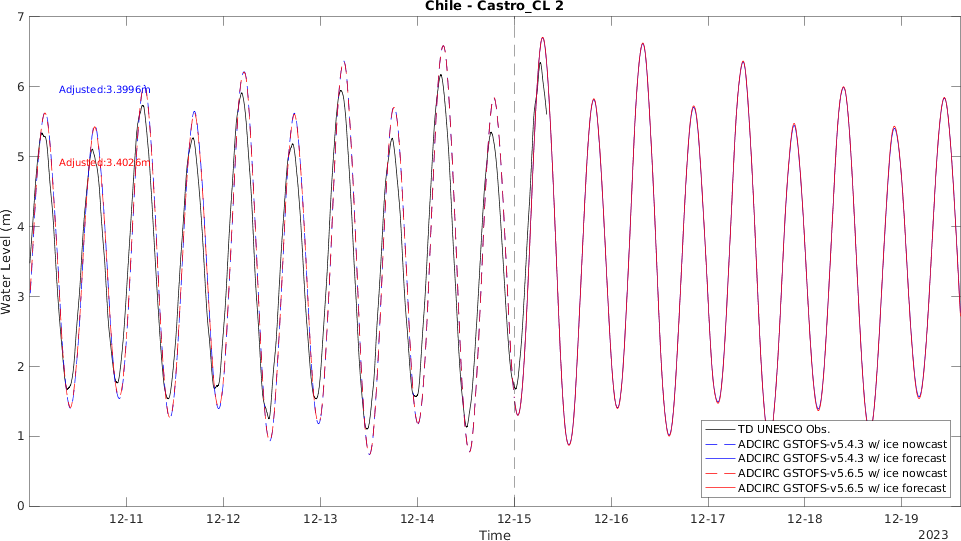 Chile - Castro_CL 2
Water Level (m)
7
6
5
4
3
2
1
0
Adjusted:3.3996m
Adjusted:3.4026m
TD UNESCO Obs.
ADCIRC GSTOFS-v5.4.3 w/ ice nowcast
ADCIRC GSTOFS-v5.4.3 w/ ice forecast
ADCIRC GSTOFS-v5.6.5 w/ ice nowcast
ADCIRC GSTOFS-v5.6.5 w/ ice forecast
12-11 12-12 12-13 12-14 12-15 12-16 12-17 12-18 12-19
Time
2023